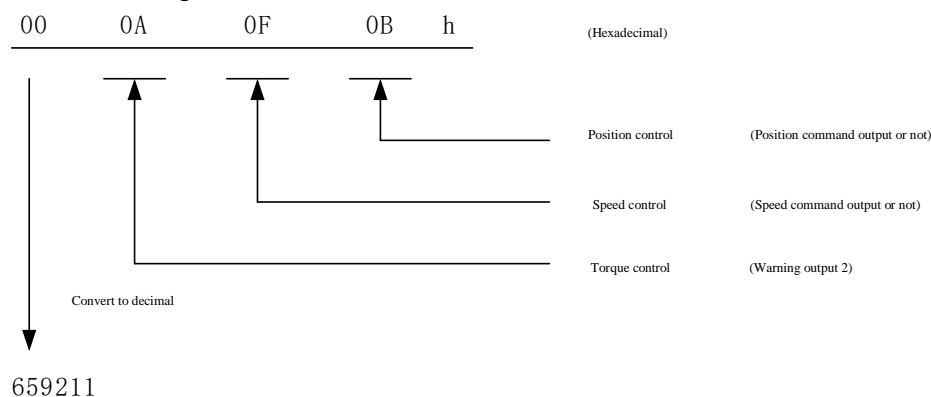 00 0A 0F 0B h (Hexadecimal)
Position control (Position command output or not)
Speed control (Speed command output or not)
Torque control (Warning output 2)
Convert to decimal
659211